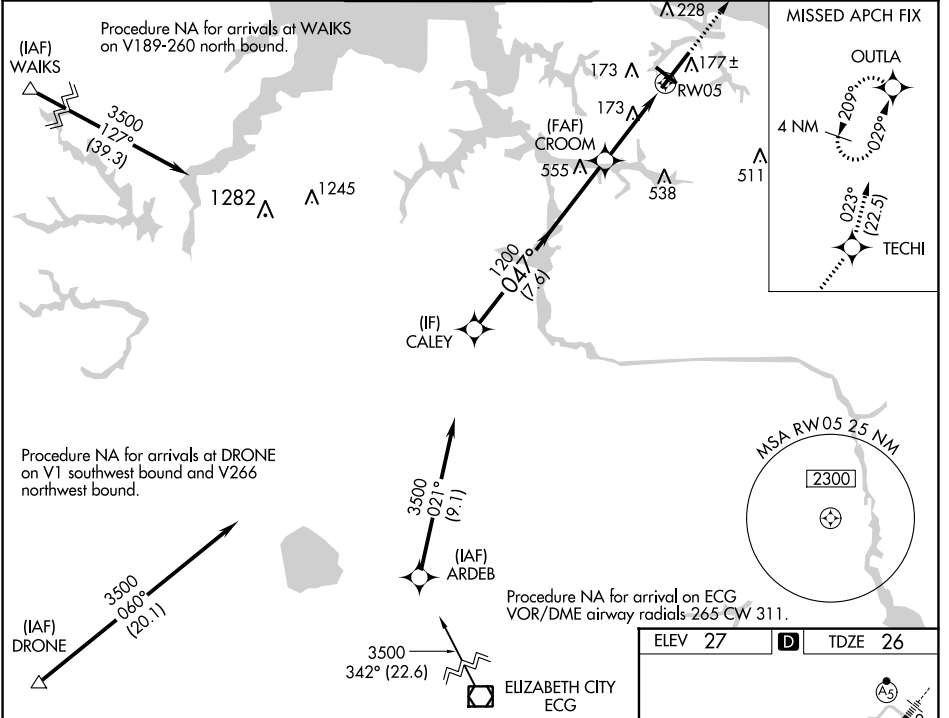 Procedure NA for arrivals at WAIKS
on V189-260 north bound.
(IAF)
WAIKS
3500
127°
(39.3)
1282
1245
228
173
177±
RW05
173
(FAF)
CROOM
555
538
511
1200
047°
(7.6)
(IF)
CALEY
MISSED APCH FIX
OUTLA
4 NM
209°
029°
023°
(22.5)
TECHI
Procedure NA for arrivals at DRONE
on V1 southwest bound and V266
northwest bound.
3500
060°
(20.1)
(IAF)
DRONE
3500
021°
(9.1)
(IAF)
ARDEB
MSA RW05 25 NM
2300
Procedure NA for arrival on ECG
VOR/DME airway radials 265 CW 311.
3500
342° (22.6)
ELIZABETH CITY
ECG
ELEV 27 D TDZE 26
A5